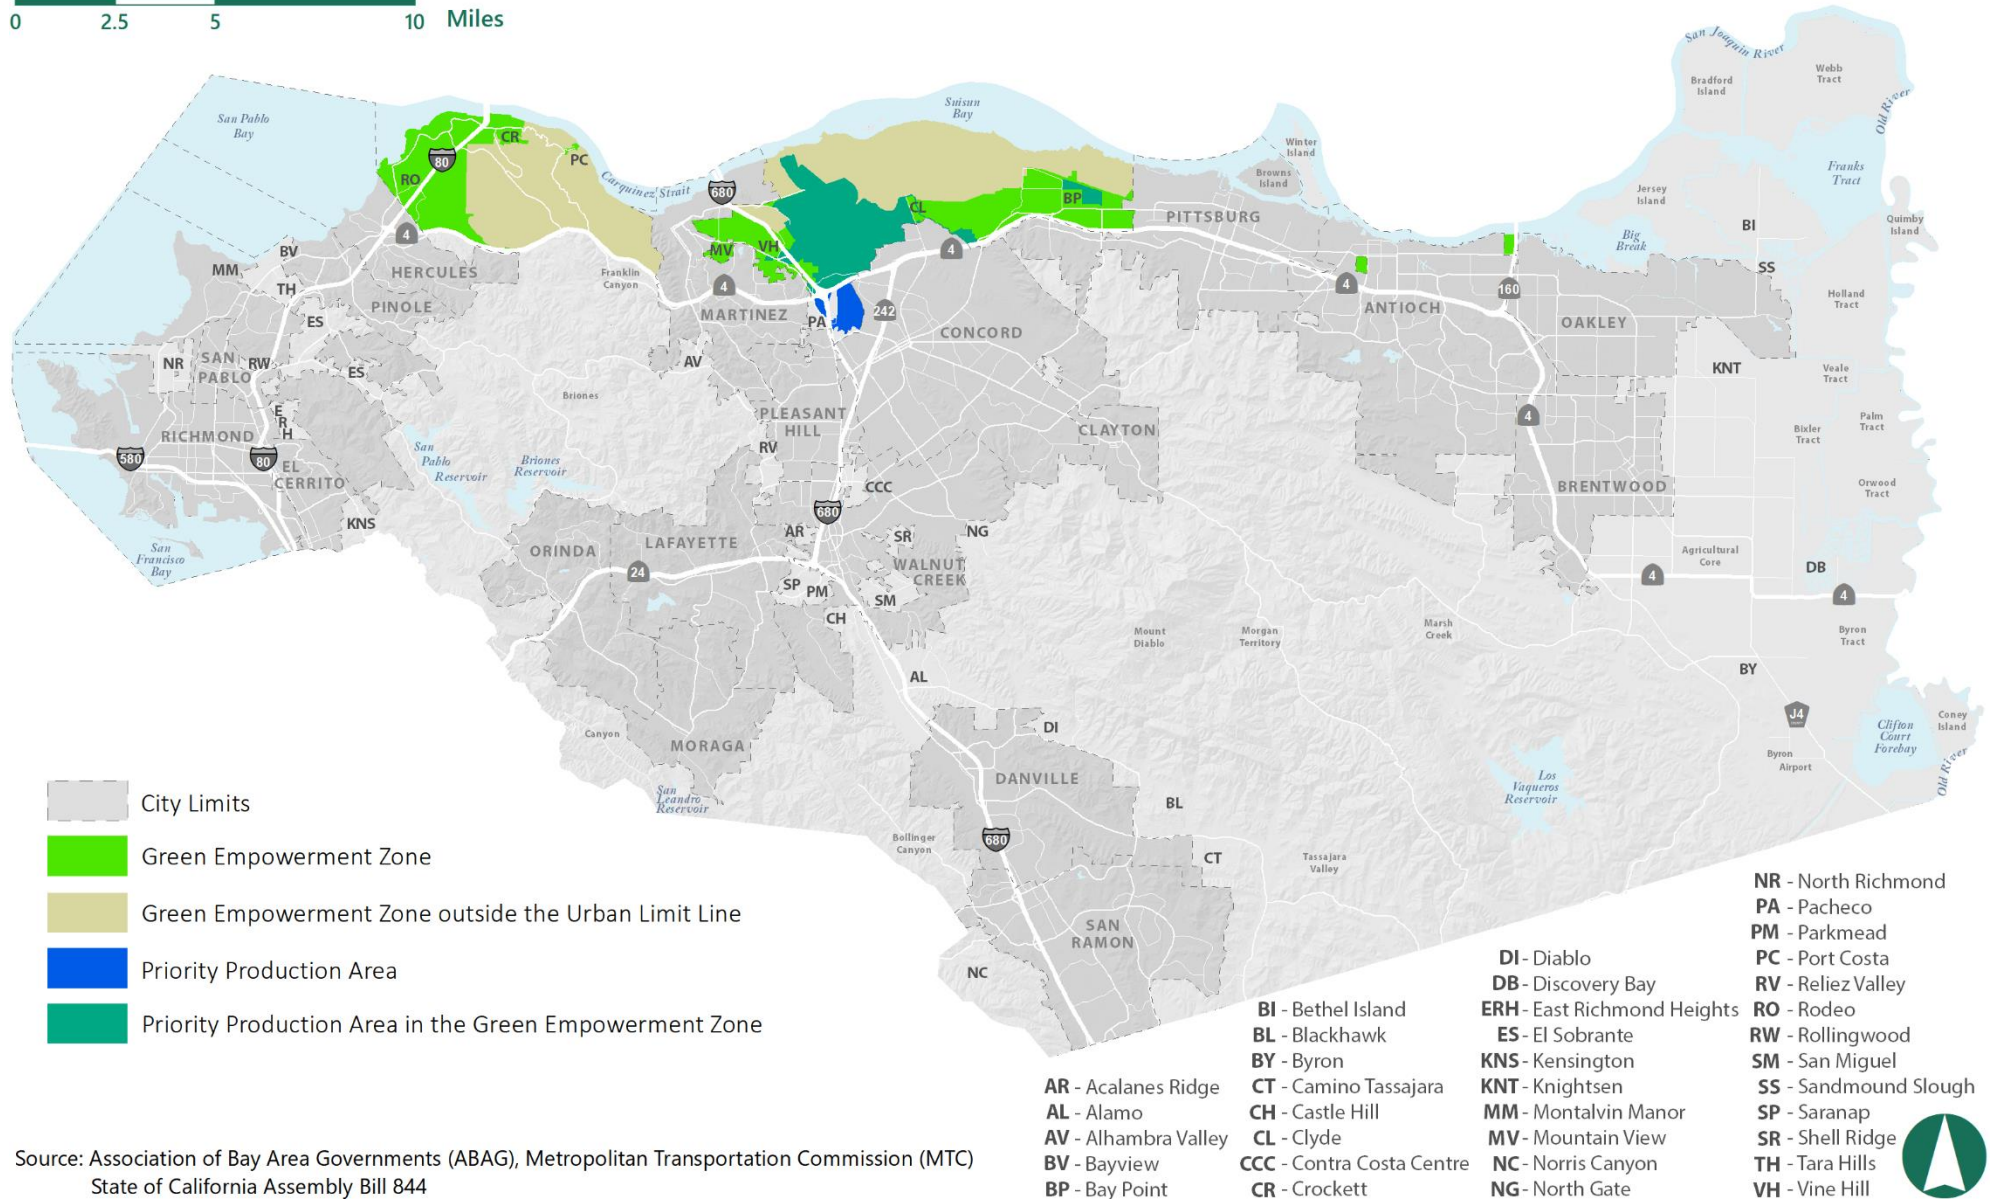 0 2.5 5 10 Miles
San Joaquin River
Bradford
Island
Webb
Tract
Old River
San Pablo
Bay
Suisun
Bay
CR
PC
80
RO
Carquinez Strait
680
Winter
Island
Browns
Island
Franks
Tract
Jersey
Island
BI
Quimby
Island
BP
CL
PITTSBURG
Big
Break
4
BV
MV
VH
4
MM
HERCULES
Franklin
Canyon
4
SS
TH
PINOLE
4
160
Holland
Tract
ES
MARTINEZ
PA
242
CONCORD
ANTIOCH
OAKLEY
NR
SAN
PABLO
RW
ES
AV
KNT
Veale
Tract
Briones
E
R
H
PLEASANT
HILL
CLAYTON
4
Palm
Tract
Bixler
Tract
RICHMOND
San
Pablo
Reservoir
RV
580
80
EL
CERRITO
Briones
Reservoir
CCC
BRENTWOOD
Orwood
Tract
KNS
680
AR
SR
NG
San
Francisco
Bay
ORINDA
LAFAYETTE
WALNUT
CREEK
Agricultural
Core
24
SP
PM
SM
4
DB
4
CH
Mount
Diablo
Morgan
Territory
Marsh
Creek
Byron
Tract
AL
BY
Canyon
MORAGA
DI
J4
Clifton
Court
Forebay
Coney
Island
Byron
Airport
Old River
San
Leandro
Reservoir
DANVILLE
Los
Vaqueros
Reservoir
BL
Bollinger
Canyon
680
CT
Tassajara
Valley
SAN
RAMON
NC
City Limits
Green Empowerment Zone
Green Empowerment Zone outside the Urban Limit Line
Priority Production Area
Priority Production Area in the Green Empowerment Zone
AR - Acalanes Ridge
AL - Alamo
AV - Alhambra Valley
BV - Bayview
BP - Bay Point
BI - Bethel Island
BL - Blackhawk
BY - Byron
CT - Camino Tassajara
CH - Castle Hill
CL - Clyde
CCC - Contra Costa Centre
CR - Crockett
DI - Diablo
DB - Discovery Bay
ERH - East Richmond Heights
ES - El Sobrante
KNS - Kensington
KNT - Knightsen
MM - Montalvin Manor
MV - Mountain View
NC - Norris Canyon
NG - North Gate
NR - North Richmond
PA - Pacheco
PM - Parkmead
PC - Port Costa
RV - Reliez Valley
RO - Rodeo
RW - Rollingwood
SM - San Miguel
SS - Sandmound Slough
SP - Saranap
SR - Shell Ridge
TH - Tara Hills
VH - Vine Hill
Source: Association of Bay Area Governments (ABAG), Metropolitan Transportation Commission (MTC)
State of California Assembly Bill 844